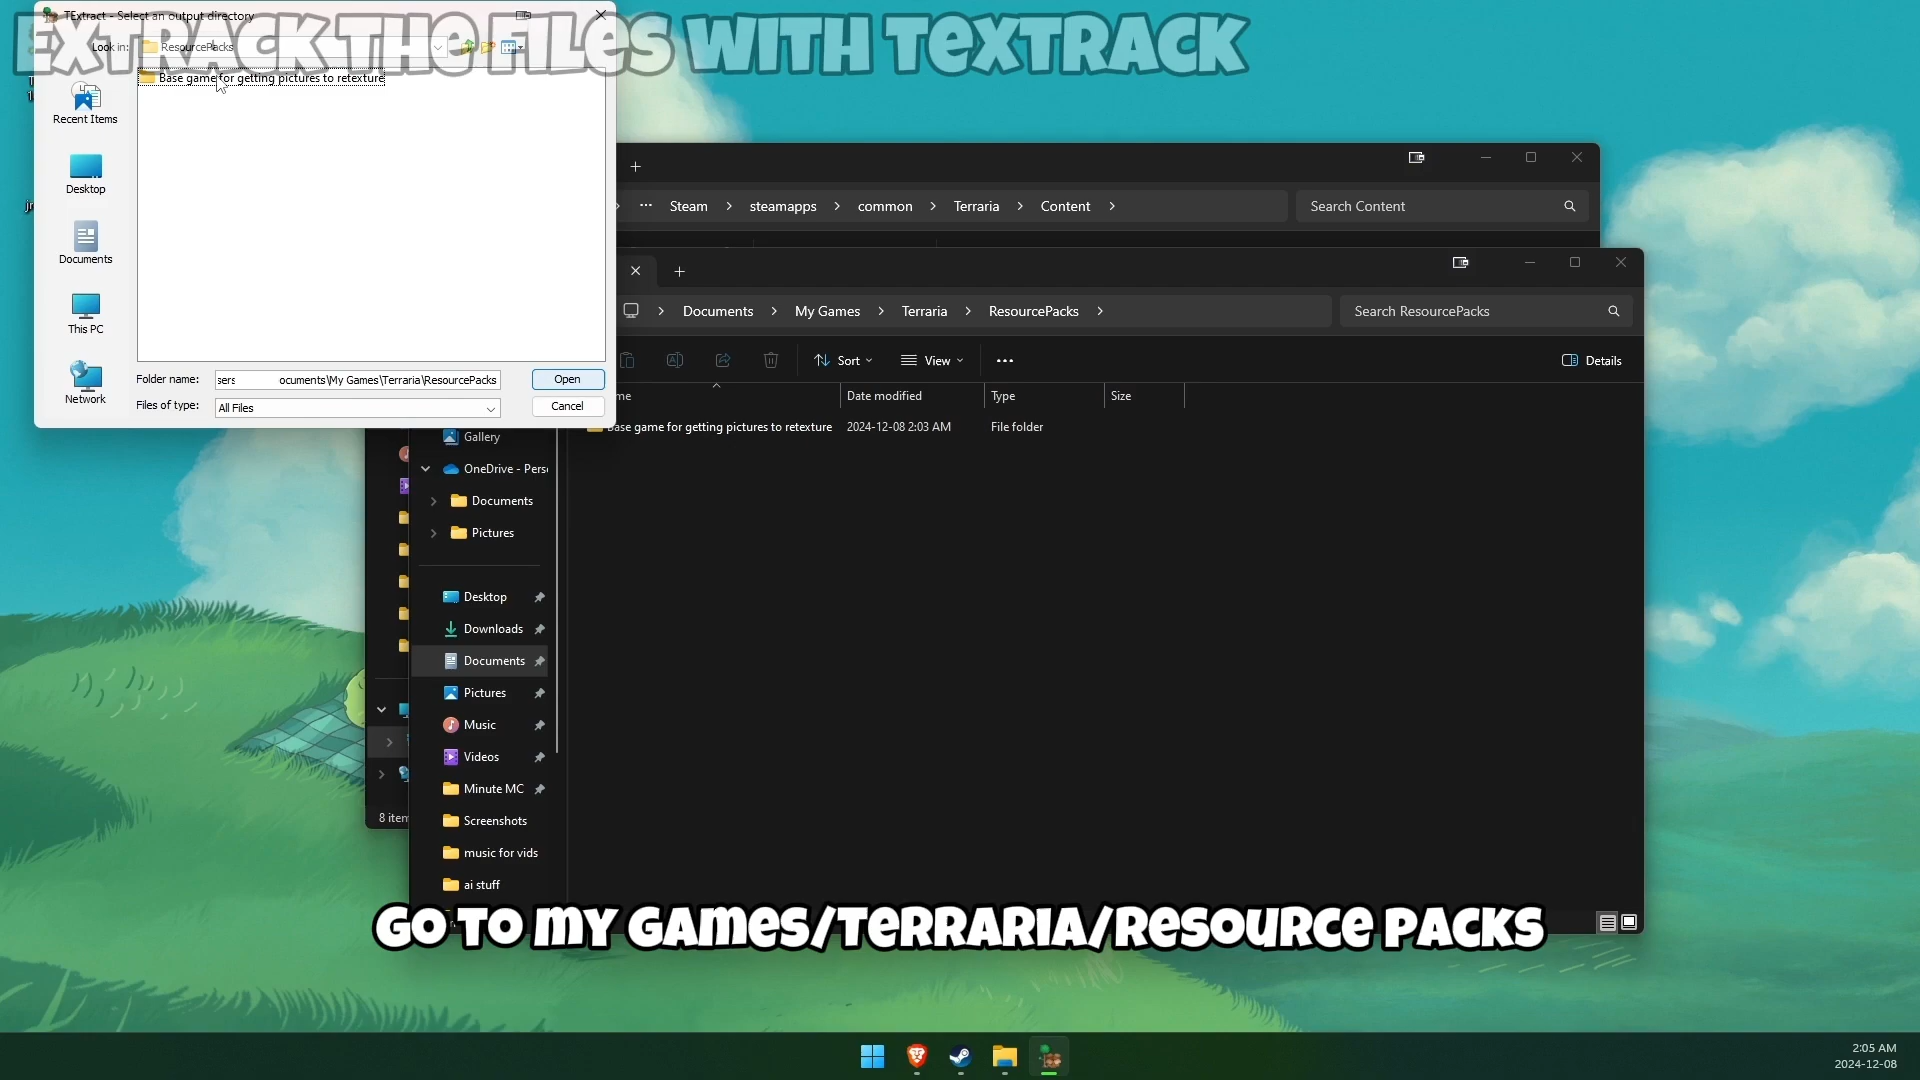 TExtract - Select an output directory
EXTRACK THE FILES WITH TEXTRACK
Look in:
ResourcePacks
Base game for getting pictures to retexture
Recent Items
Desktop
Documents
This PC
Network
Folder name:
sers ocuments\My Games\Terraria\ResourcePacks
Open
Files of type:
All Files
Cancel
Steam
steamapps
common
Terraria
Content
Search Content
Documents
My Games
Terraria
ResourcePacks
Search ResourcePacks
Sort
View
Details
me
Date modified
Type
Size
Base game for getting pictures to retexture
2024-12-08 2:03 AM
File folder
Gallery
OneDrive - Perso
Documents
Pictures
Desktop
Downloads
Documents
Pictures
Music
Videos
Minute MC
Screenshots
music for vids
ai stuff
8 item
GO TO MY GAMES/TERRARIA/RESOURCE PACKS
2:05 AM
2024-12-08